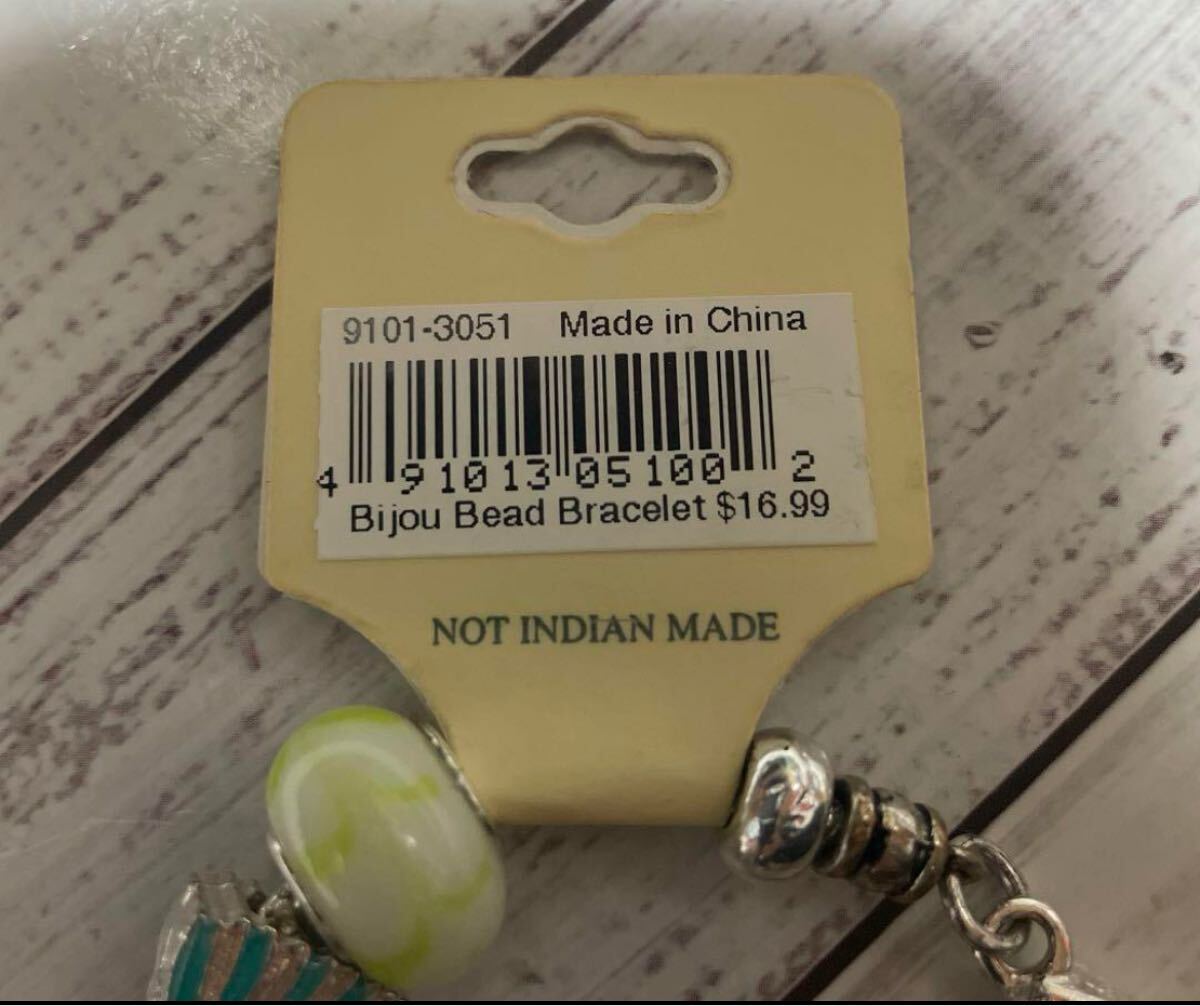 9101-3051 Made in China
4 91013 05100 2
Bijou Bead Bracelet $16.99
NOT INDIAN MADE